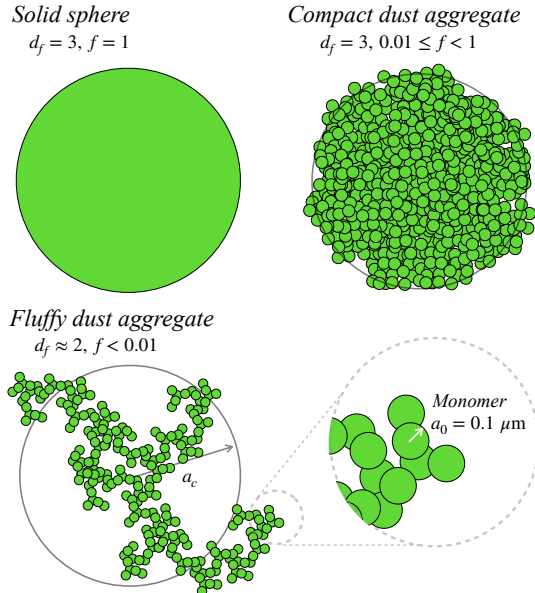 Solid sphere
d_f = 3, f = 1
Compact dust aggregate
d_f = 3, 0.01 ≤ f < 1
Fluffy dust aggregate
d_f ≈ 2, f < 0.01
a_c
Monomer
a_0 = 0.1 μm